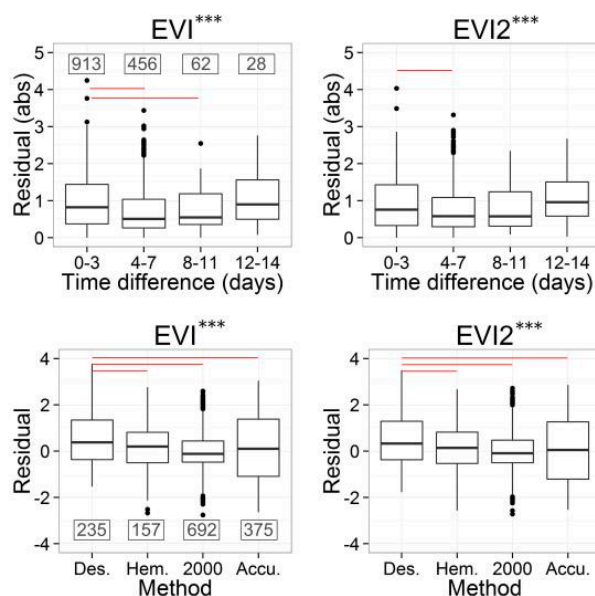 EVI***
EVI2***
Residual (abs)
5
4
3
2
1
0
913 456 62 28
0-3 4-7 8-11 12-14
Time difference (days)
Residual (abs)
5
4
3
2
1
0
0-3 4-7 8-11 12-14
Time difference (days)
EVI***
EVI2***
Residual
4
2
0
-2
-4
235 157 692 375
Des. Hem. 2000 Accu.
Method
Residual
4
2
0
-2
-4
Des. Hem. 2000 Accu.
Method